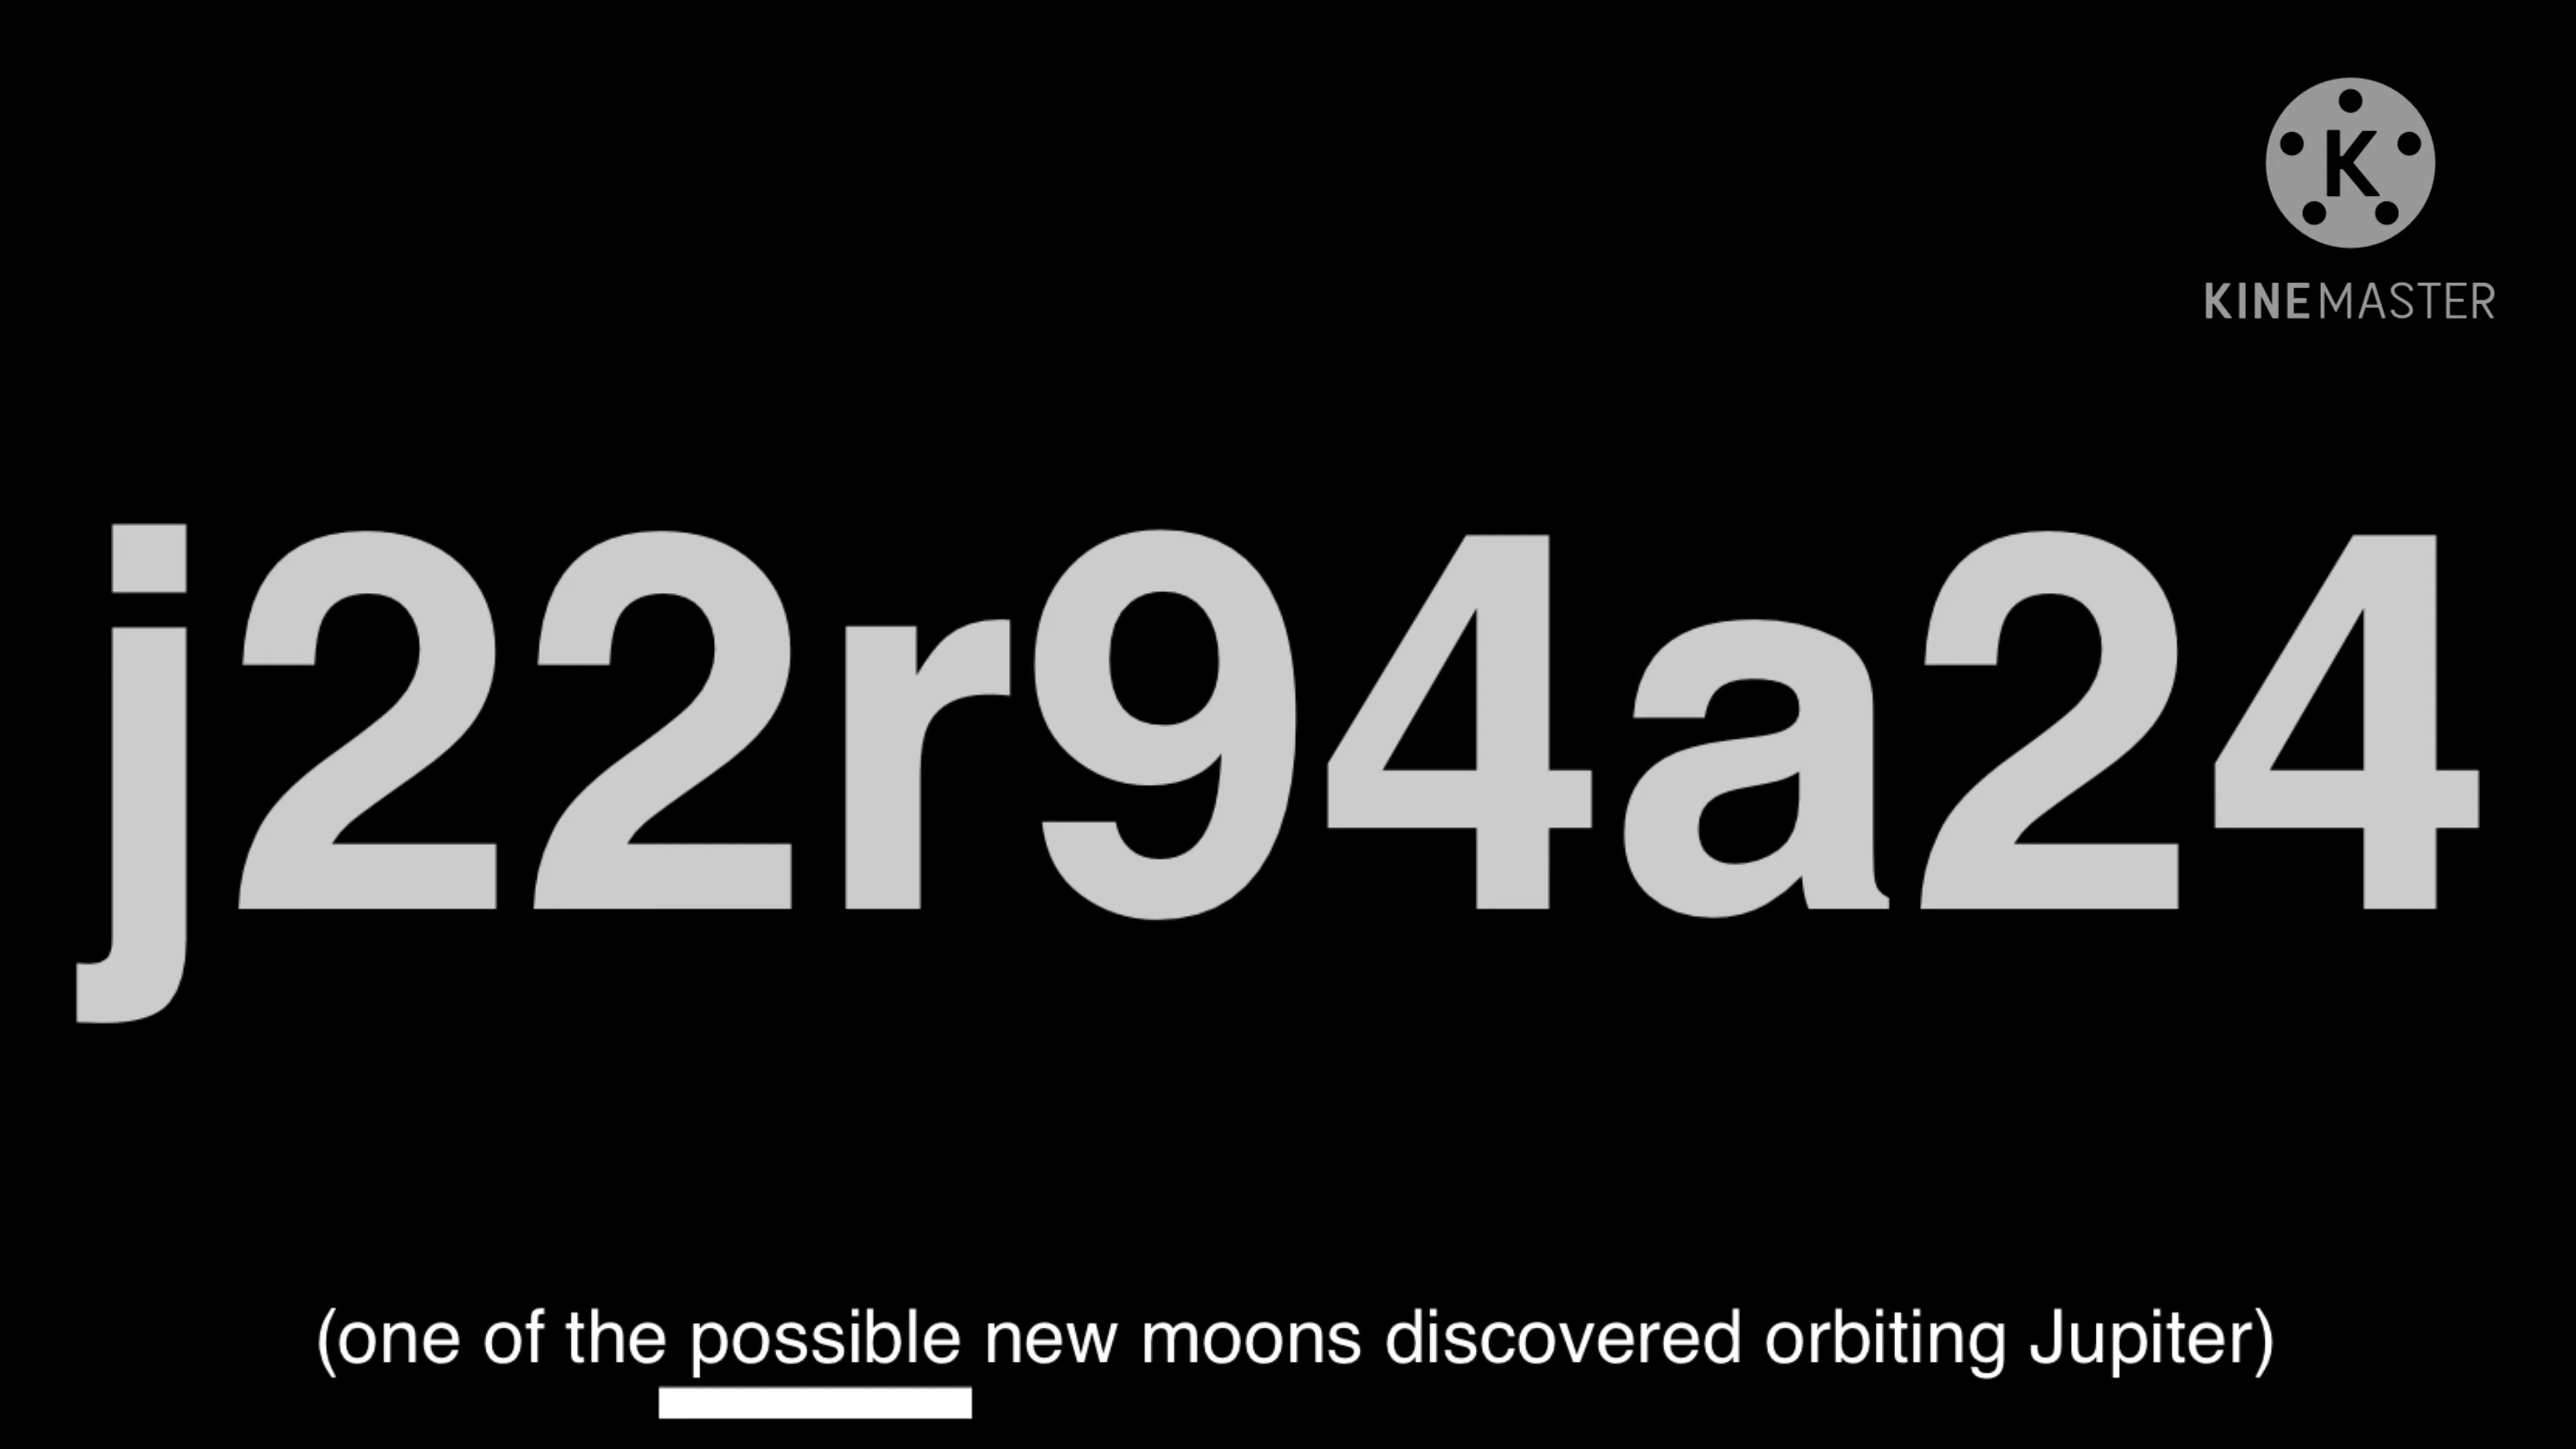 KINEMASTER
j22r94a24
(one of the possible new moons discovered orbiting Jupiter)